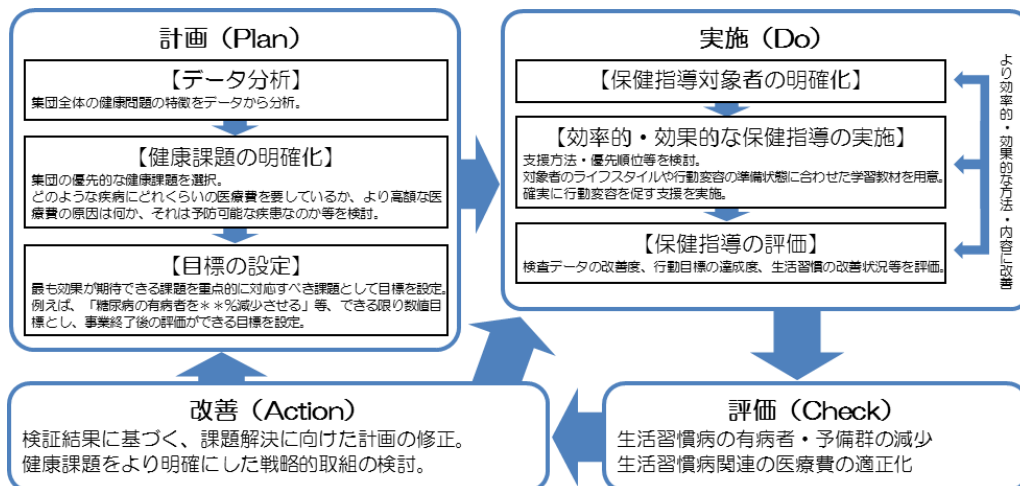 計画（Plan）
【データ分析】
集団全体の健康問題の特徴をデータから分析。
【健康課題の明確化】
集団の優先的な健康課題を選択。
どのような疾病にどれくらいの医療費を要しているか、より高額な医
療費の原因は何か、それは予防可能な疾患なのか等を検討。
【目標の設定】
最も効果が期待できる課題を重点的に対応すべき課題として目標を設定。
例えば、「糖尿病の有病者を＊＊％減少させる」等、できる限り数値目
標とし、事業終了後の評価ができる目標を設定。
実施（Do）
【保健指導対象者の明確化】
【効率的・効果的な保健指導の実施】
支援方法・優先順位等を検討。
対象者のライフスタイルや行動変容の準備状態に合わせた学習教材を用意。
確実に行動変容を促す支援を実施。
【保健指導の評価】
検査データの改善度、行動目標の達成度、生活習慣の改善状況等を評価。
より効率的・効果的な方法・内容に改善
改善（Action）
検証結果に基づく、課題解決に向けた計画の修正。
健康課題をより明確にした戦略的取組の検討。
評価（Check）
生活習慣病の有病者・予備群の減少
生活習慣病関連の医療費の適正化